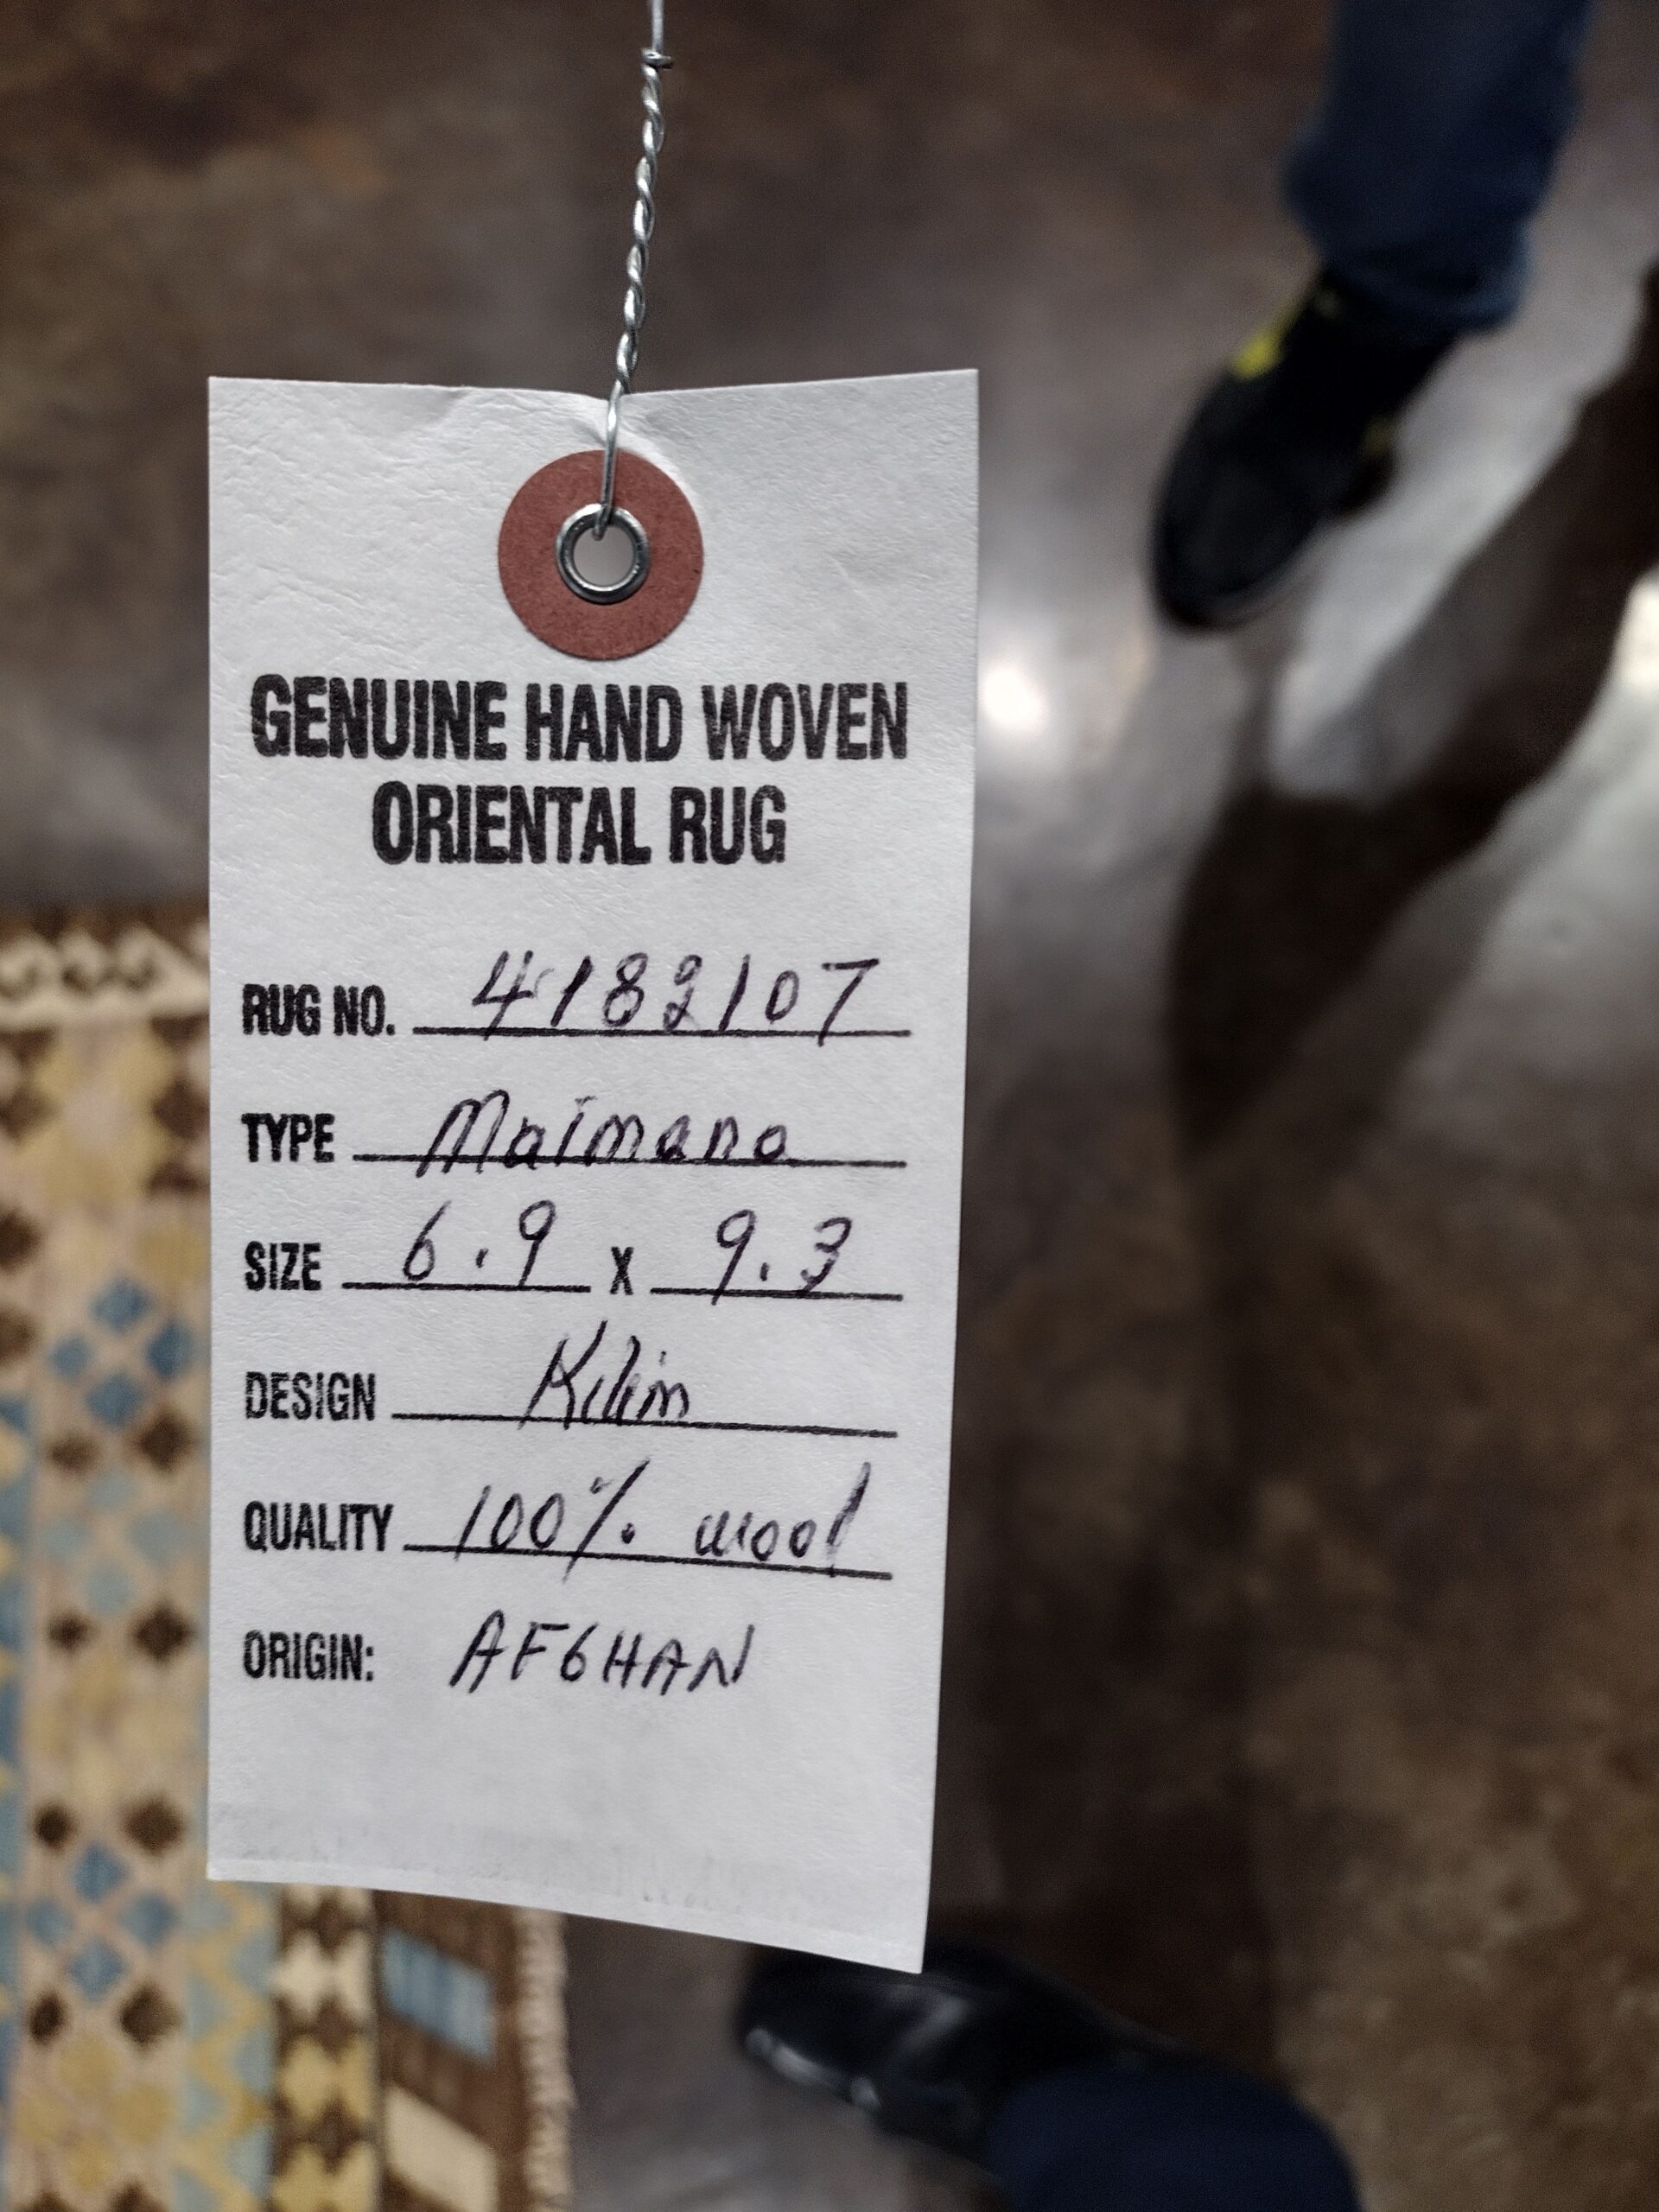 GENUINE HAND WOVEN
ORIENTAL RUG
RUG NO. 4182107
TYPE Maimana
SIZE 6.9 X 9.3
DESIGN Kilim
QUALITY 100% wool
ORIGIN: AFGHAN